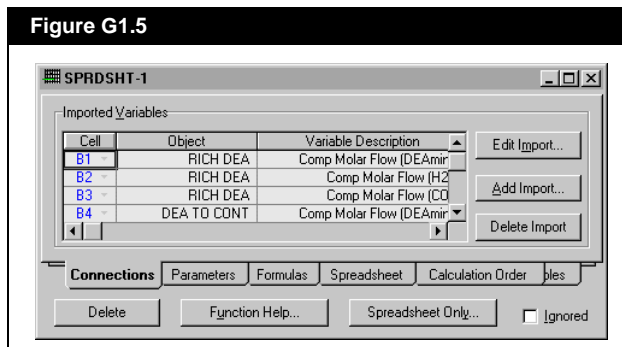 Figure G1.5
SPRDSHT-1
Imported Variables
Cell Object Variable Description
B1 RICH DEA Comp Molar Flow (DEAmir
B2 RICH DEA Comp Molar Flow (H2
B3 RICH DEA Comp Molar Flow (CO
B4 DEA TO CONT Comp Molar Flow (DEAmir
Edit Import...
Add Import...
Delete Import
Connections Parameters Formulas Spreadsheet Calculation Order bles
Delete Function Help... Spreadsheet Only... Ignored